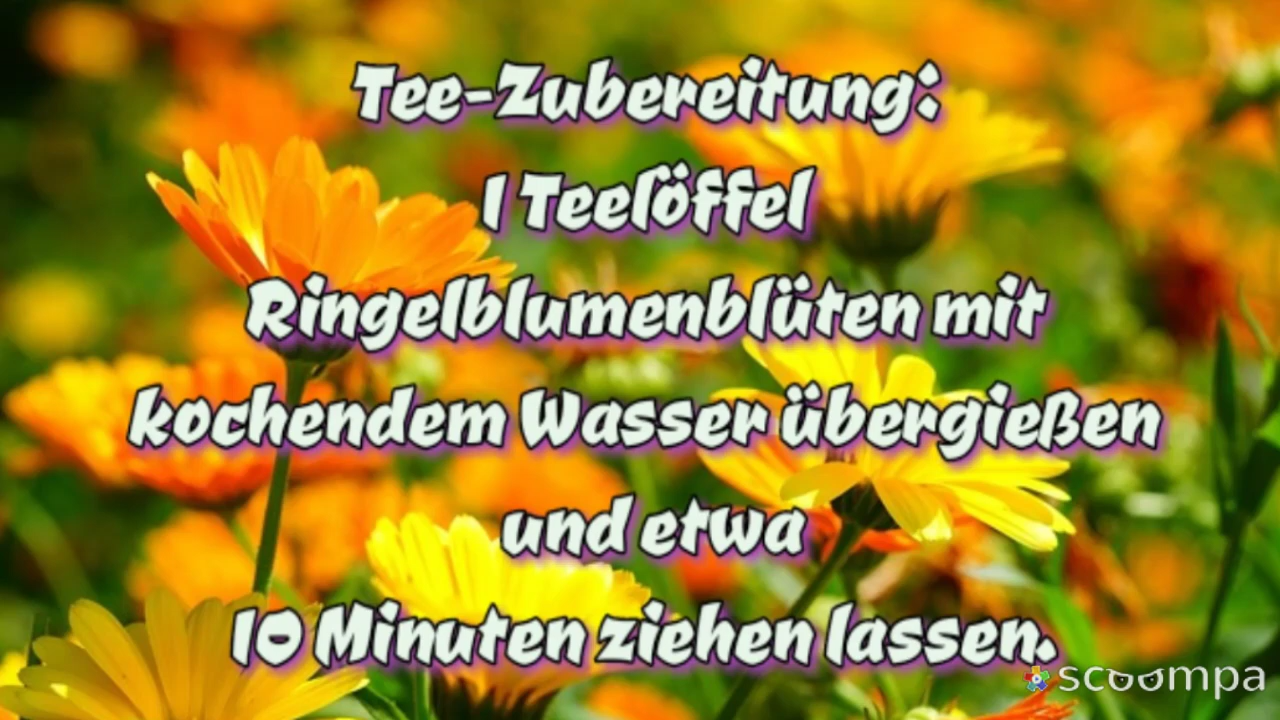 Tee-Zubereitung:
1 Teelöffel
Ringelblumenblüten mit
kochendem Wasser übergießen
und etwa
10 Minuten ziehen lassen.
scoompa